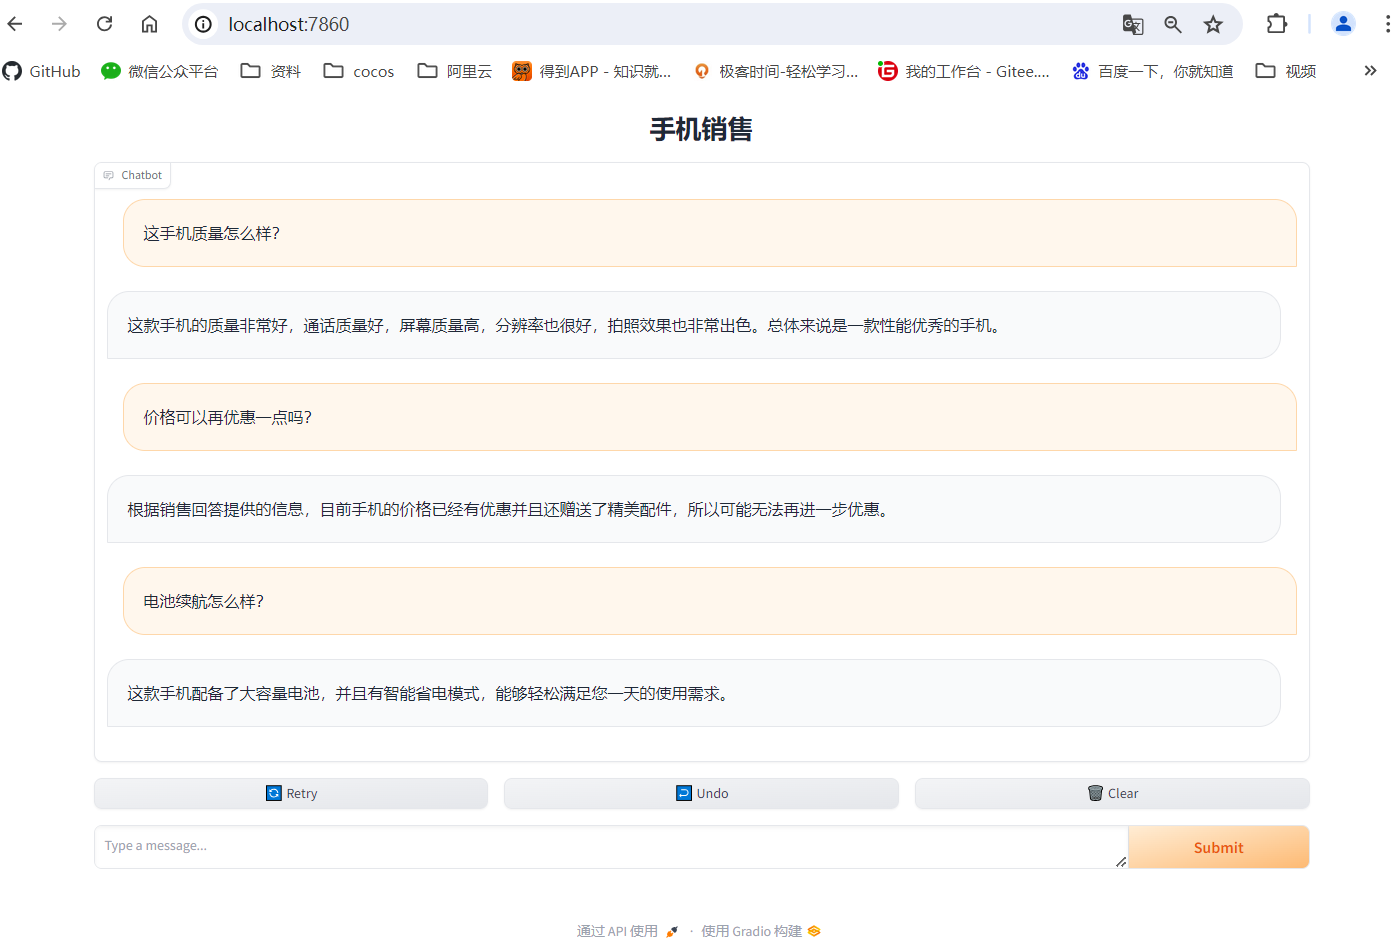 localhost:7860
GitHub
微信公众平台
资料
cocos
阿里云
得到APP - 知识就...
极客时间-轻松学习...
我的工作台 - Gitee....
百度一下，你就知道
视频
手机销售
Chatbot
这手机质量怎么样？
这款手机的质量非常好，通话质量好，屏幕质量高，分辨率也很好，拍照效果也非常出色。总体来说是一款性能优秀的手机。
价格可以再优惠一点吗？
根据销售回答提供的信息，目前手机的价格已经有优惠并且还赠送了精美配件，所以可能无法再进一步优惠。
电池续航怎么样？
这款手机配备了大容量电池，并且有智能省电模式，能够轻松满足您一天的使用需求。
Retry
Undo
Clear
Type a message...
Submit
通过 API 使用 · 使用 Gradio 构建